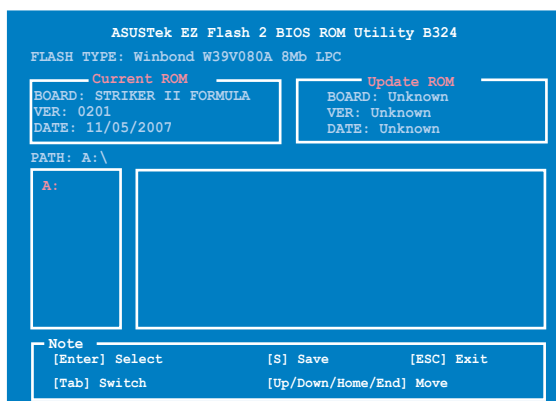 ASUSTek EZ Flash 2 BIOS ROM Utility B324
FLASH TYPE: Winbond W39V080A 8Mb LPC
Current ROM
BOARD: STRIKER II FORMULA
VER: 0201
DATE: 11/05/2007
Update ROM
BOARD: Unknown
VER: Unknown
DATE: Unknown
PATH: A:\
A:
Note
[Enter] Select [S] Save [ESC] Exit
[Tab] Switch [Up/Down/Home/End] Move